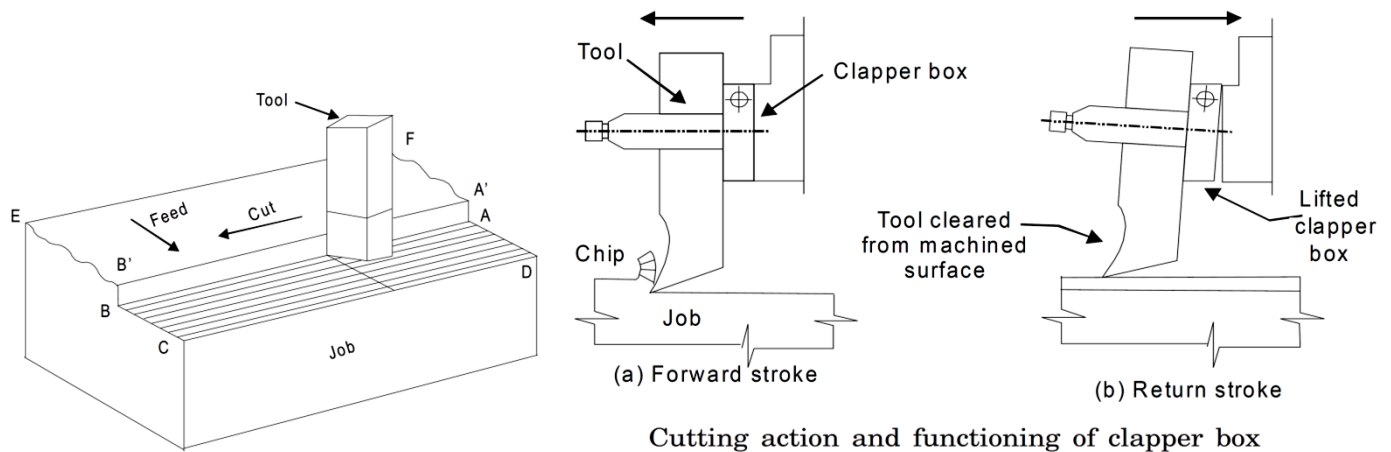 Tool
F
A'
A
E
Feed
Cut
B'
B
D
C
Job
Tool
Clapper box
Chip
Job
(a) Forward stroke
Tool cleared
from machined
surface
Lifted
clapper
box
(b) Return stroke
Cutting action and functioning of clapper box